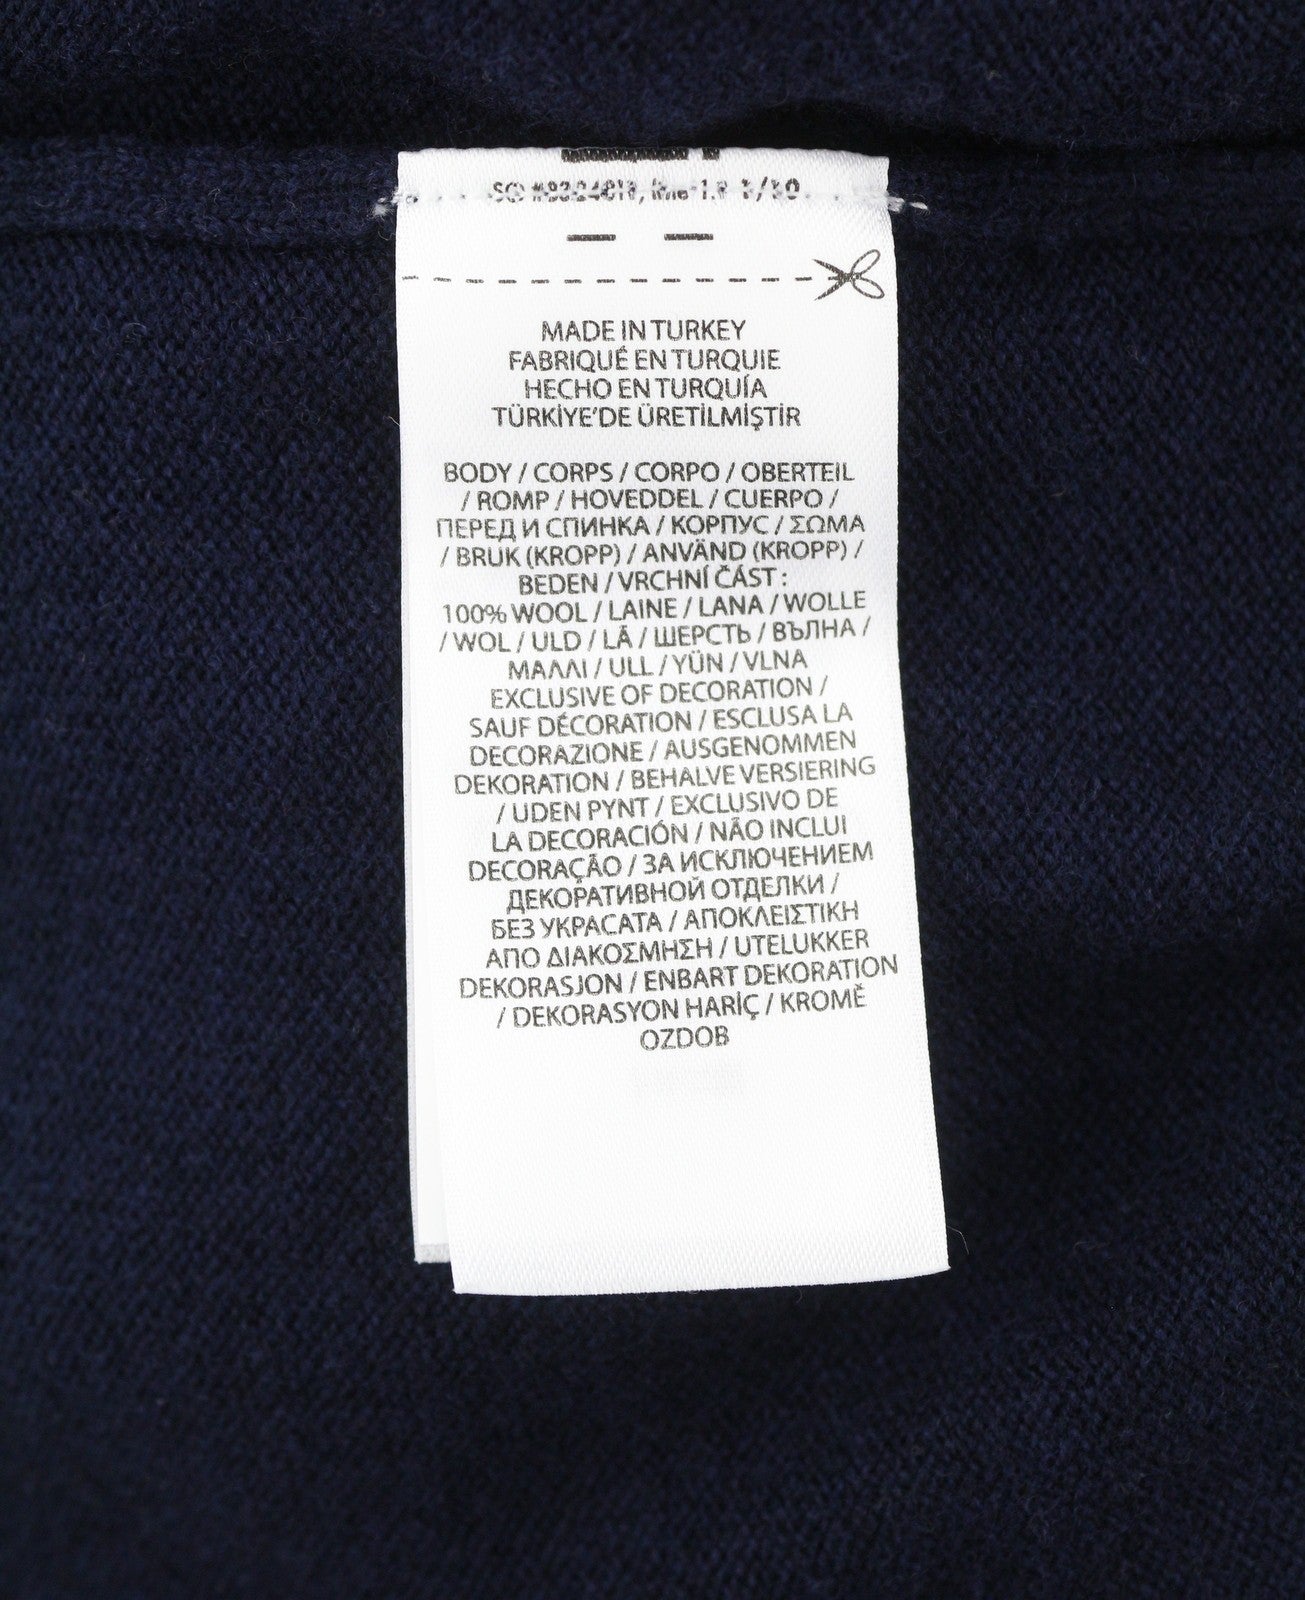 MADE IN TURKEY
FABRIQUÉ EN TURQUIE
HECHO EN TURQUÍA
TÜRKİYE'DE ÜRETİLMİŞTİR
BODY / CORPS / CORPO / OBERTEIL
/ ROMP / HOVEDDEL / CUERPO /
ПЕРЕД И СПИНКА / КОРПУС / ΣΩΜΑ
/ BRUK (KROPP) / ANVÄND (KROPP) /
BEDEN / VRCHNÍ ČÁST :
100% WOOL / LAINE / LANA / WOLLE
/ WOL / ULD / LÃ / ШЕРСТЬ / ВЪЛНА /
ΜΑΛΛΙ / ULL / YÜN / VLNA
EXCLUSIVE OF DECORATION /
SAUF DÉCORATION / ESCLUSA LA
DECORAZIONE / AUSGENOMMEN
DEKORATION / BEHALVE VERSIERING
/ UDEN PYNT / EXCLUSIVO DE
LA DECORACIÓN / NÃO INCLUI
DECORAÇÃO / ЗА ИСКЛЮЧЕНИЕМ
ДЕКОРАТИВНОЙ ОТДЕЛКИ /
БЕЗ УКРАСАТА / ΑΠΟΚΛΕΙΣΤΙΚΗ
ΑΠΟ ΔΙΑΚΟΣΜΗΣΗ / UTELUKKER
DEKORASJON / ENBART DEKORATION
/ DEKORASYON HARİÇ / KROMĚ
OZDOB